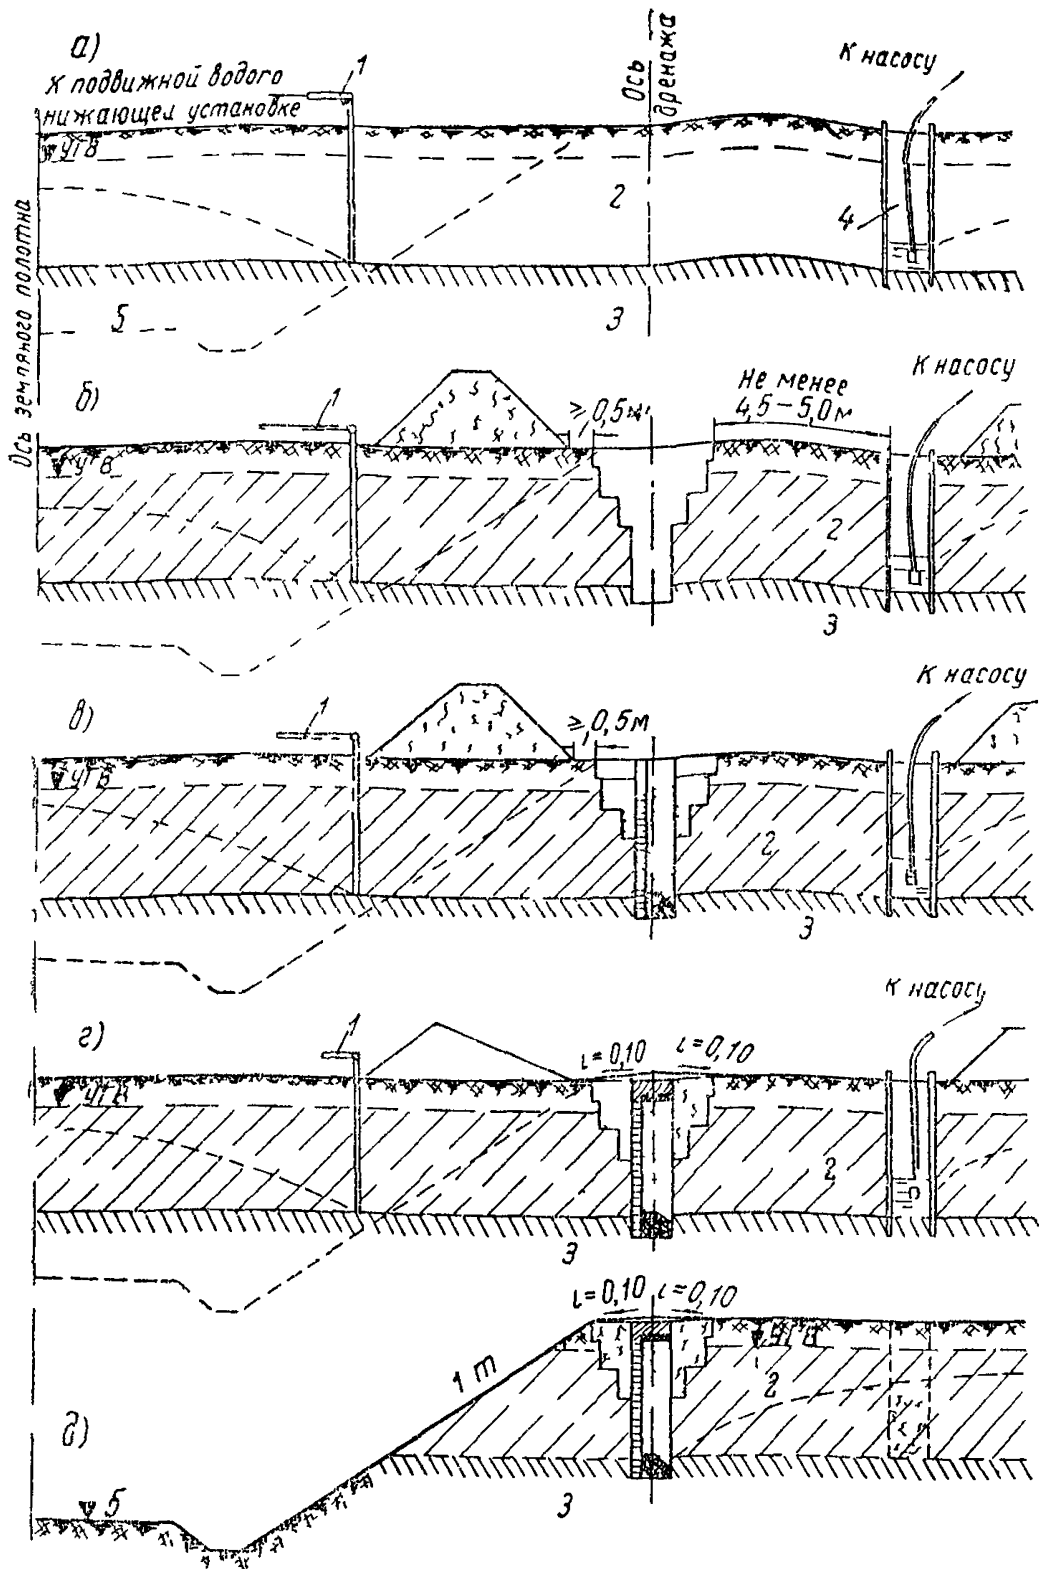 а)
К подвижной водого
нижающей установке
1
Ось
дренажа
К насосу
УГВ
2
4
5
3
Ось земляного полотна
б)
1
≥ 0,5м
Не менее
4,5-5,0м
К насосу
УГВ
2
3
в)
1
≥ 0,5м
К насосу
УГВ
2
3
г)
1
i=0,10
i=0,10
К насосу
УГВ
2
3
i=0,10
i=0,10
1 m
УГВ
2
д)
5
3